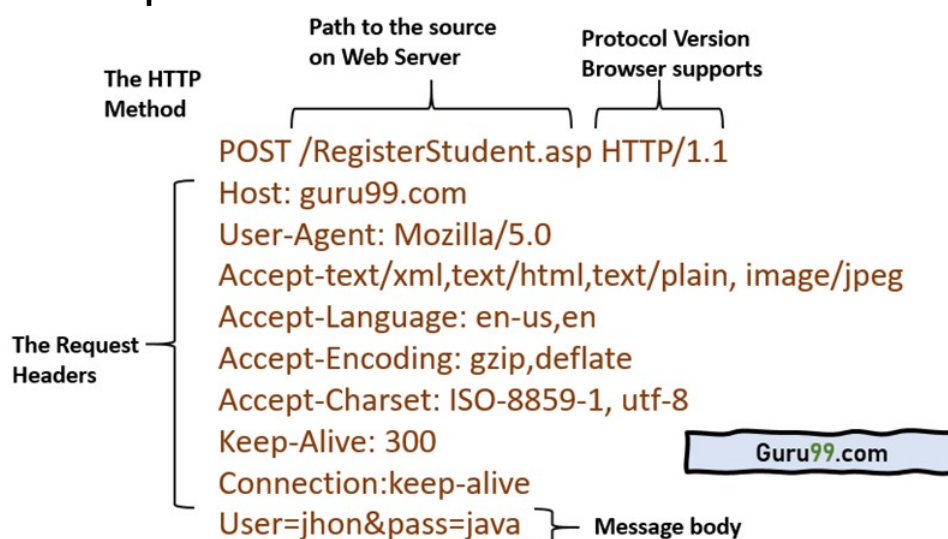 Path to the source
on Web Server
Protocol Version
Browser supports
The HTTP
Method
POST /RegisterStudent.asp HTTP/1.1
Host: guru99.com
User-Agent: Mozilla/5.0
Accept-text/xml,text/html,text/plain, image/jpeg
Accept-Language: en-us,en
The Request
Headers
Accept-Encoding: gzip,deflate
Accept-Charset: ISO-8859-1, utf-8
Keep-Alive: 300
Guru99.com
Connection:keep-alive
User=jhon&pass=java
Message body